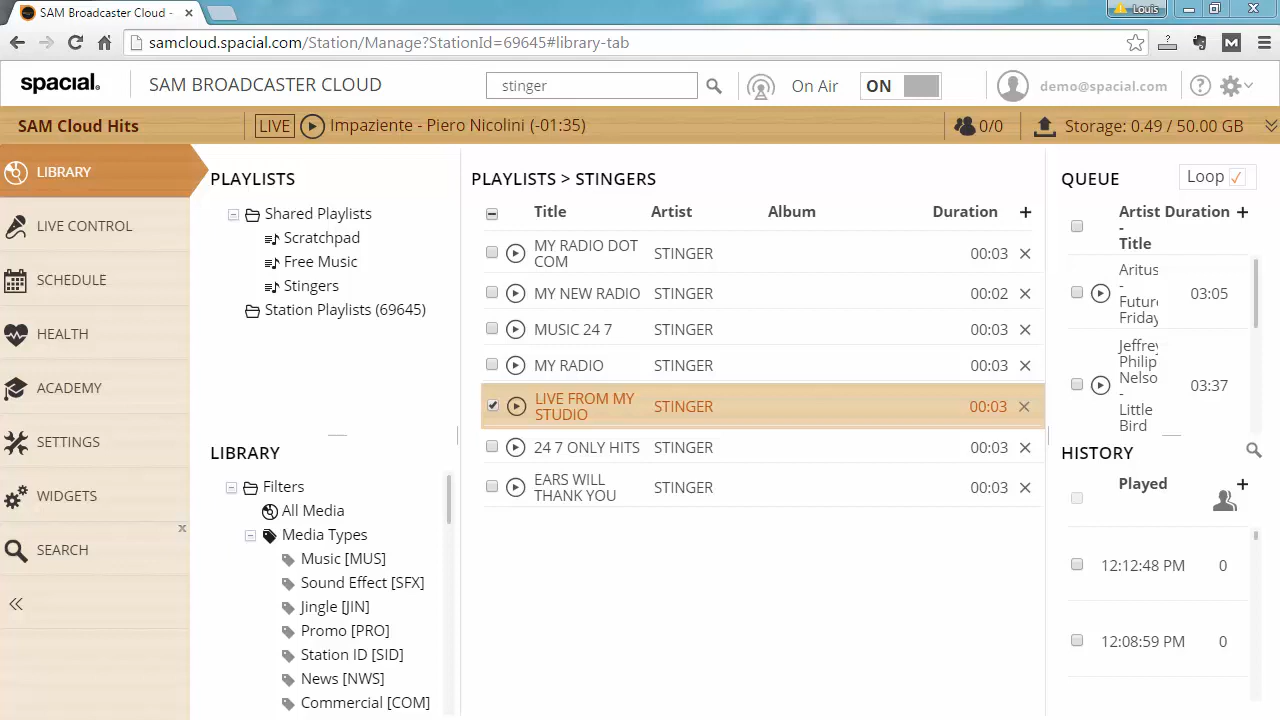 SAM Broadcaster Cloud -
Louis
samcloud.spacial.com/Station/Manage?StationId=69645#library-tab
spacial.
SAM BROADCASTER CLOUD
stinger
On Air
ON
demo@spacial.com
SAM Cloud Hits
LIVE
Impaziente - Piero Nicolini (-01:35)
0/0
Storage: 0.49 / 50.00 GB
LIBRARY
LIVE CONTROL
SCHEDULE
HEALTH
ACADEMY
SETTINGS
WIDGETS
SEARCH
PLAYLISTS
Shared Playlists
Scratchpad
Free Music
Stingers
Station Playlists (69645)
LIBRARY
Filters
All Media
Media Types
Music [MUS]
Sound Effect [SFX]
Jingle [JIN]
Promo [PRO]
Station ID [SID]
News [NWS]
Commercial [COM]
PLAYLISTS > STINGERS
Title Artist Album Duration
MY RADIO DOT
COM
STINGER 00:03
MY NEW RADIO STINGER 00:02
MUSIC 24 7 STINGER 00:03
MY RADIO STINGER 00:03
LIVE FROM MY
STUDIO
STINGER 00:03
24 7 ONLY HITS STINGER 00:03
EARS WILL
THANK YOU
STINGER 00:03
QUEUE
Loop
Artist Duration
-
Title
Aritus
-
Future
Friday
03:05
Jeffrey
Philip
Nelso
-
Little
Bird
03:37
HISTORY
Played
12:12:48 PM 0
12:08:59 PM 0